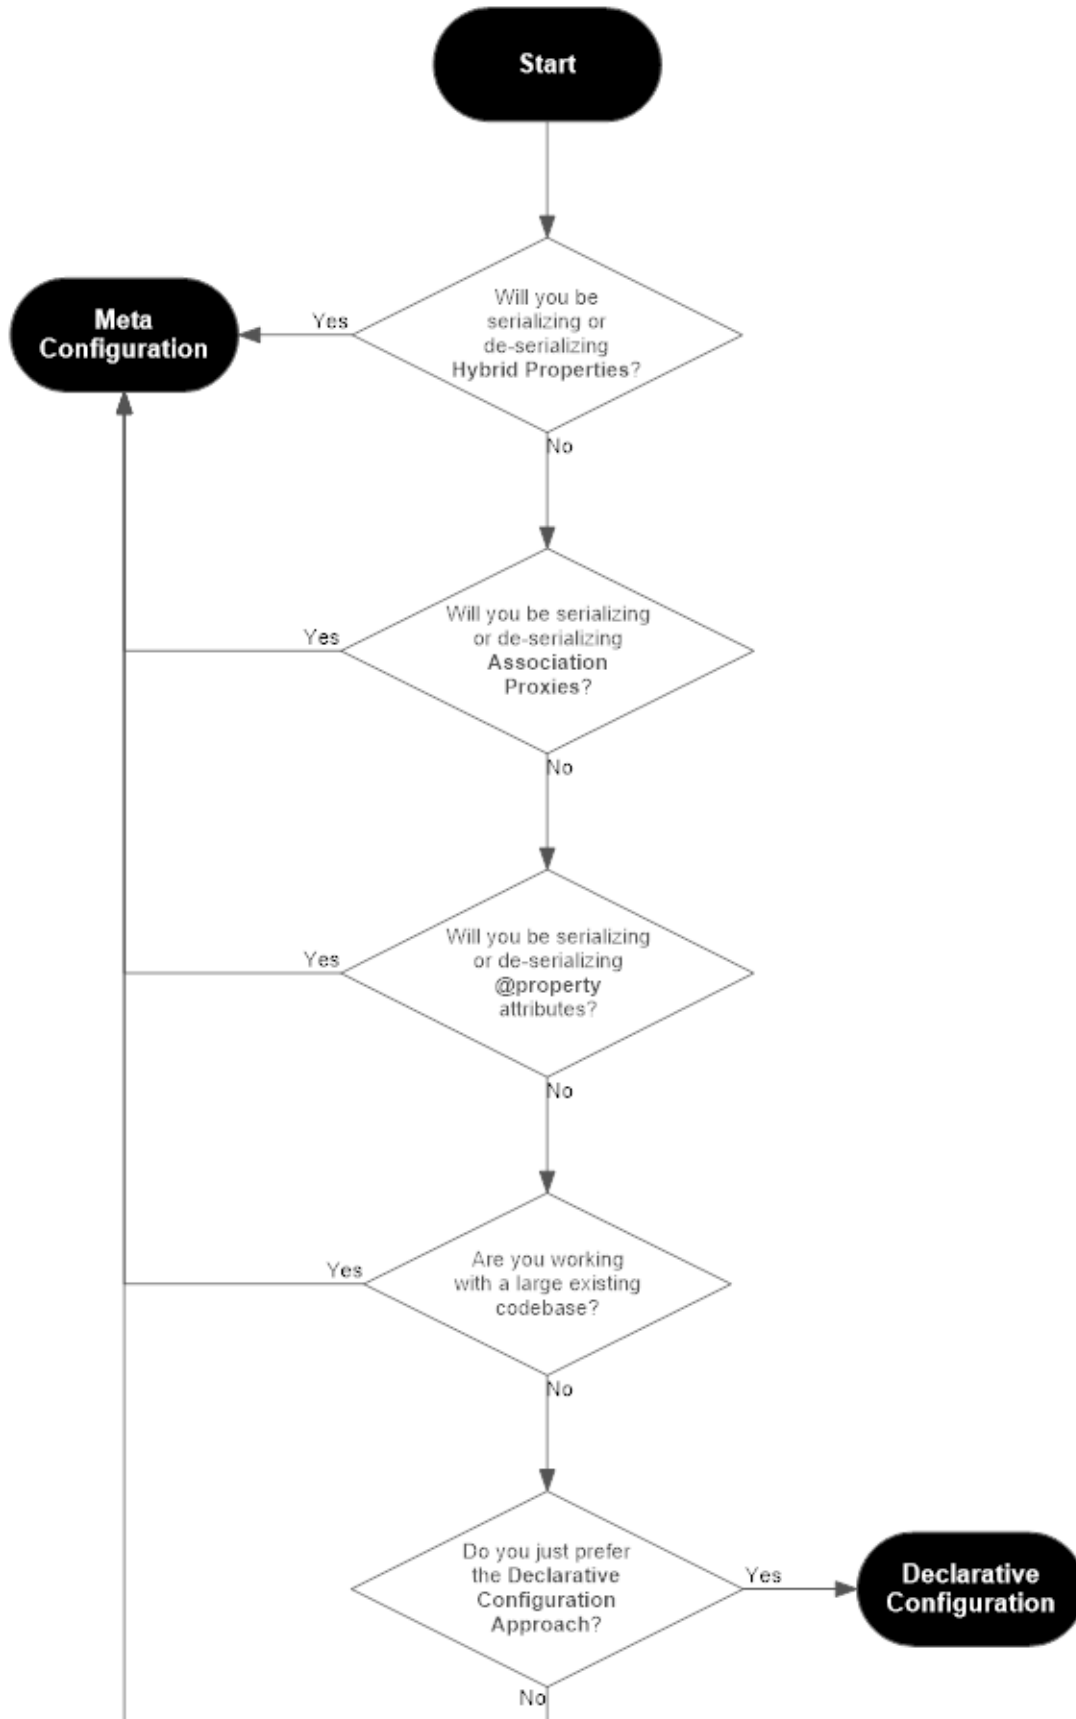 Start
Will you be
serializing or
de-serializing
Hybrid Properties?
Yes
Meta
Configuration
No
Will you be serializing
or de-serializing
Association
Proxies?
Yes
No
Will you be serializing
or de-serializing
@property
attributes?
Yes
No
Are you working
with a large existing
codebase?
Yes
No
Do you just prefer
the Declarative
Configuration
Approach?
Yes
Declarative
Configuration
No